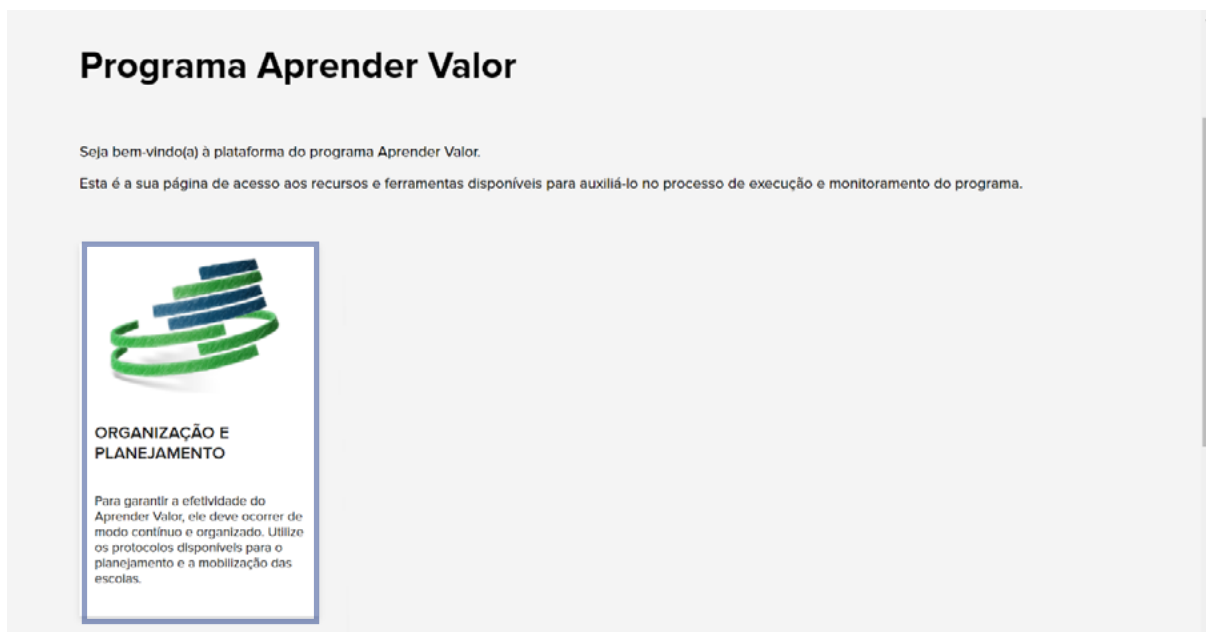 Programa Aprender Valor
Seja bem-vindo(a) à plataforma do programa Aprender Valor.
Esta é a sua página de acesso aos recursos e ferramentas disponíveis para auxiliá-lo no processo de execução e monitoramento do programa.
ORGANIZAÇÃO E
PLANEJAMENTO
Para garantir a efetividade do
Aprender Valor, ele deve ocorrer de
modo contínuo e organizado. Utilize
os protocolos disponíveis para o
planejamento e a mobilização das
escolas.